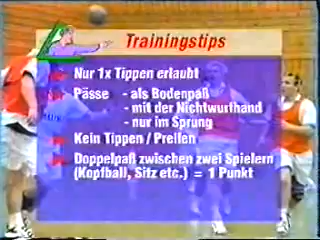 Trainingstips
Nur 1x Tippen erlaubt
Pässe - als Bodenpaß
- mit der Nichtwurfhand
- nur im Sprung
Kein Tippen / Prellen
Doppelpaß zwischen zwei Spielern
(Kopfball, Sitz etc.) = 1 Punkt